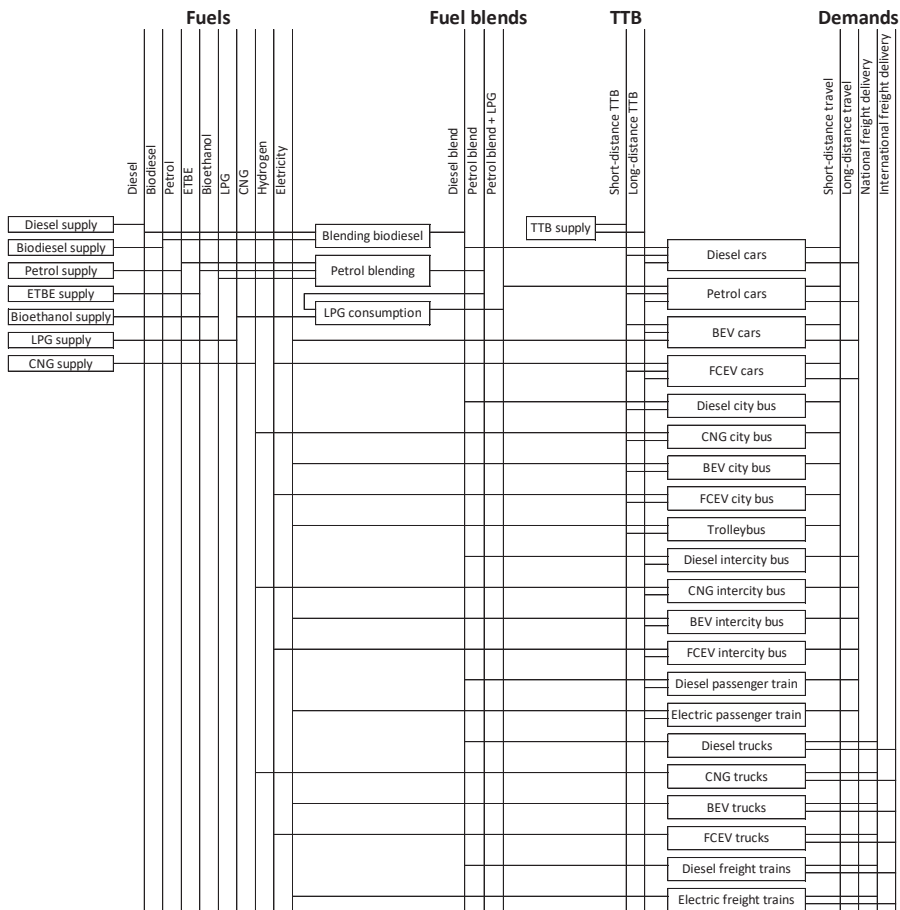 Fuels
Fuel blends
TTB
Demands
Diesel
Biodiesel
Petrol
ETBE
Bioethanol
LPG
CNG
Hydrogen
Eletricity
Diesel blend
Petrol blend
Petrol blend + LPG
Short-distance TTB
Long-distance TTB
Short-distance travel
Long-distance travel
National freight delivery
International freight delivery
Diesel supply
Biodiesel supply
Petrol supply
ETBE supply
Bioethanol supply
LPG supply
CNG supply
Blending biodiesel
Petrol blending
LPG consumption
TTB supply
Diesel cars
Petrol cars
BEV cars
FCEV cars
Diesel city bus
CNG city bus
BEV city bus
FCEV city bus
Trolleybus
Diesel intercity bus
CNG intercity bus
BEV intercity bus
FCEV intercity bus
Diesel passenger train
Electric passenger train
Diesel trucks
CNG trucks
BEV trucks
FCEV trucks
Diesel freight trains
Electric freight trains